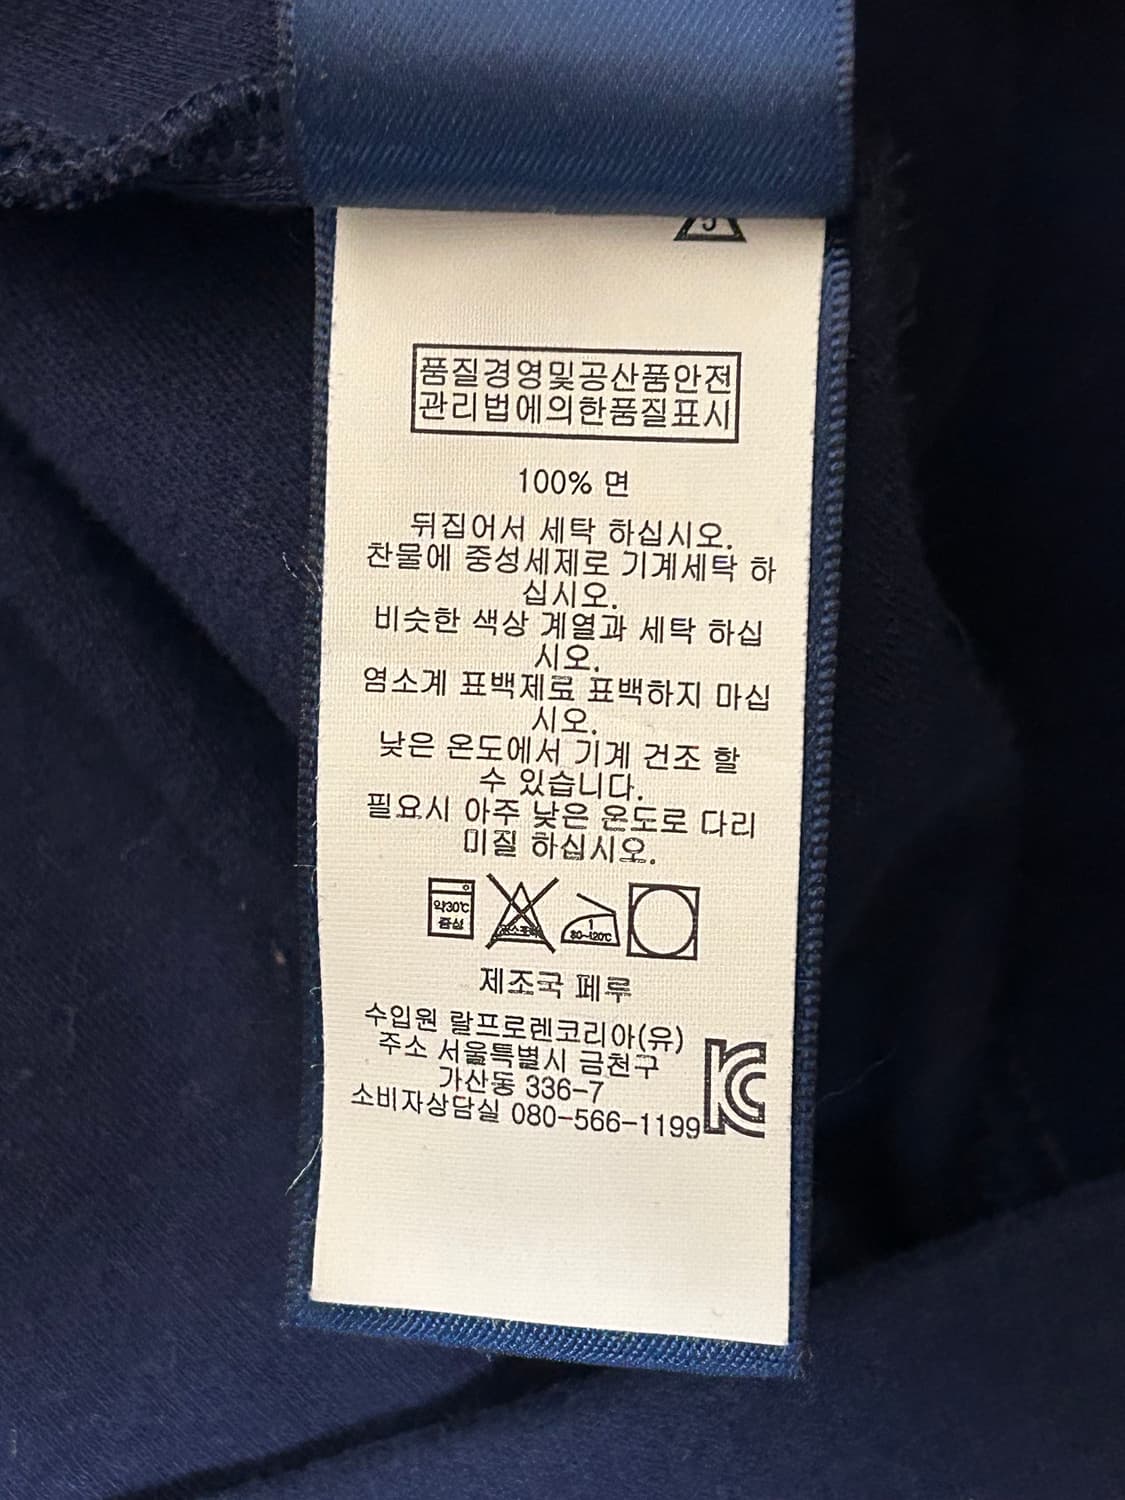 5
품질경영및공산품안전
관리법에의한품질표시
100% 면
뒤집어서 세탁 하십시오.
찬물에 중성세제로 기계세탁 하
십시오.
비슷한 색상 계열과 세탁 하십
시오.
염소계 표백제료 표백하지 마십
시오.
낮은 온도에서 기계 건조 할
수 있습니다.
필요시 아주 낮은 온도로 다리
미질 하십시오.
약30℃
중성
염소표백
1
80~120℃
제조국 페루
수입원 랄프로렌코리아(유)
주소 서울특별시 금천구
가산동 336-7
소비자상담실 080-566-1199
KC